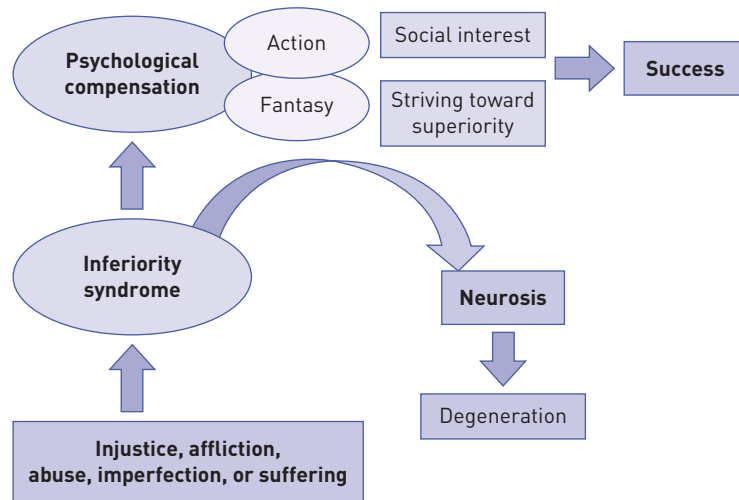 Psychological
compensation
Action
Fantasy
Social interest
Striving toward
superiority
Success
Inferiority
syndrome
Neurosis
Degeneration
Injustice, affliction,
abuse, imperfection, or suffering